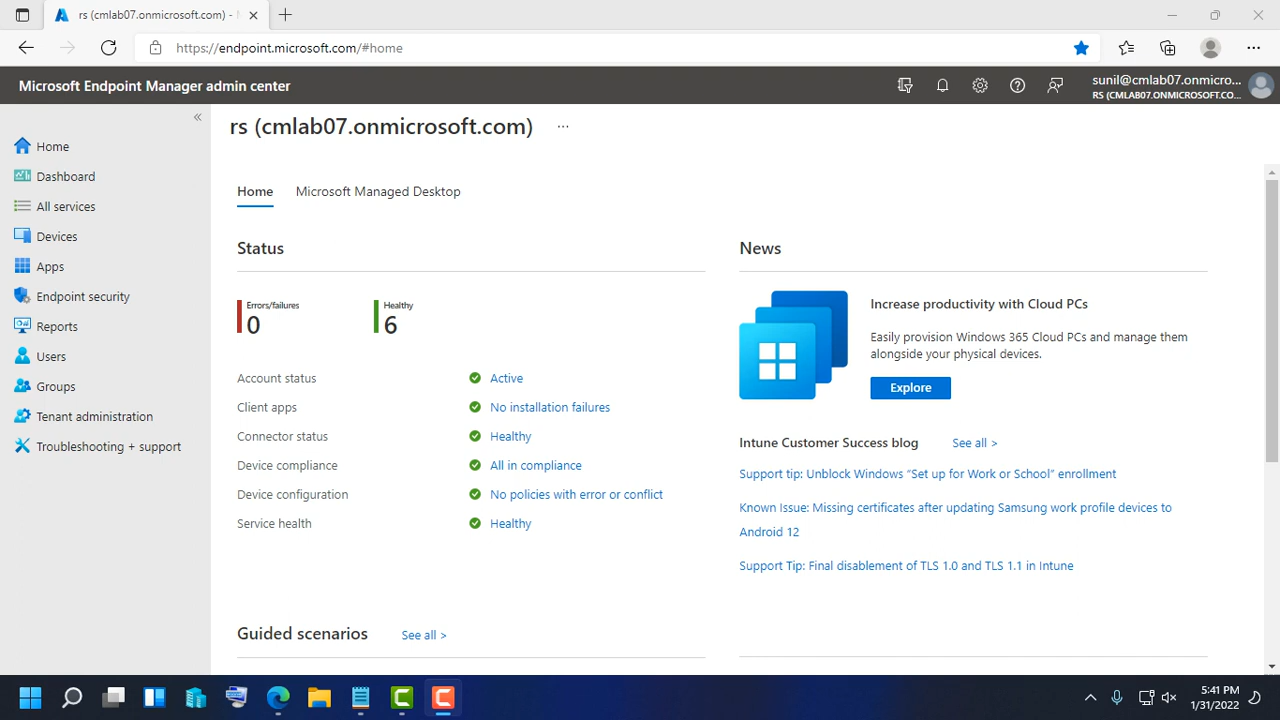 rs (cmlab07.onmicrosoft.com) -
https://endpoint.microsoft.com/#home
Microsoft Endpoint Manager admin center
sunil@cmlab07.onmicro...
RS (CMLAB07.ONMICROSOFT.CO...
Home
Dashboard
All services
Devices
Apps
Endpoint security
Reports
Users
Groups
Tenant administration
Troubleshooting + support
rs (cmlab07.onmicrosoft.com)
Home
Microsoft Managed Desktop
Status
Errors/failures
0
Healthy
6
Account status
Active
Client apps
No installation failures
Connector status
Healthy
Device compliance
All in compliance
Device configuration
No policies with error or conflict
Service health
Healthy
News
Increase productivity with Cloud PCs
Easily provision Windows 365 Cloud PCs and manage them
alongside your physical devices.
Explore
Intune Customer Success blog
See all >
Support tip: Unblock Windows “Set up for Work or School” enrollment
Known Issue: Missing certificates after updating Samsung work profile devices to
Android 12
Support Tip: Final disablement of TLS 1.0 and TLS 1.1 in Intune
Guided scenarios
See all >
5:41 PM
1/31/2022